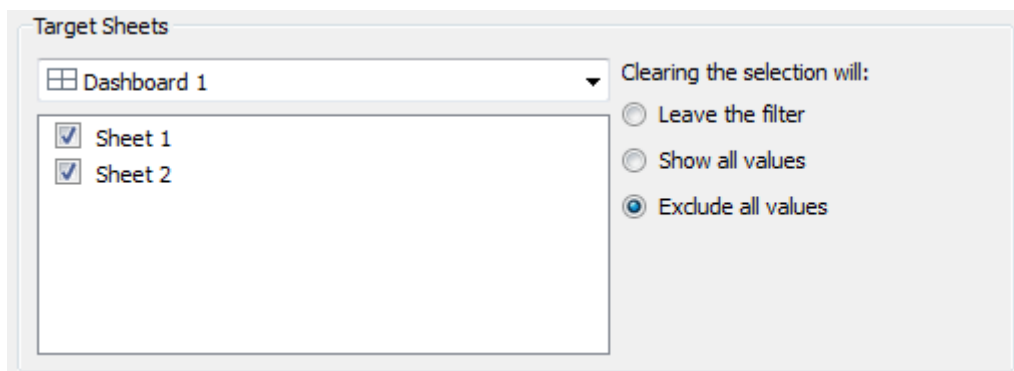 Target Sheets
Dashboard 1
Sheet 1
Sheet 2
Clearing the selection will:
Leave the filter
Show all values
Exclude all values